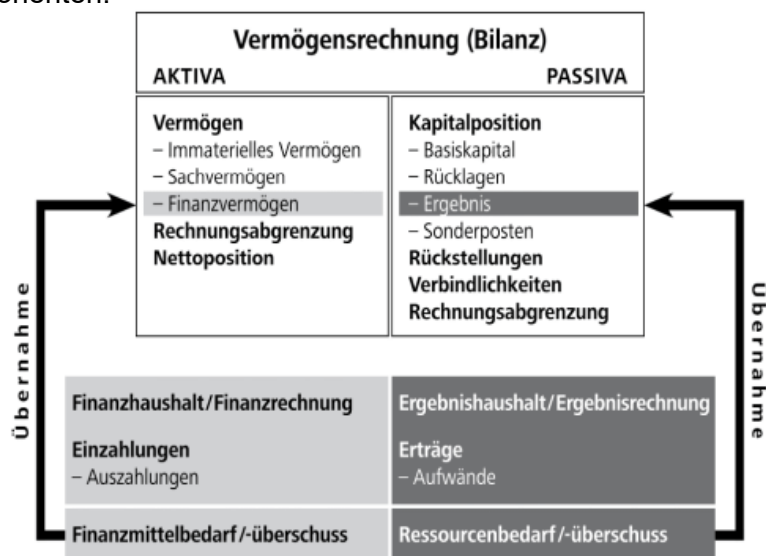 Vermögensrechnung (Bilanz)
AKTIVA PASSIVA
Vermögen
– Immaterielles Vermögen
– Sachvermögen
– Finanzvermögen
Rechnungsabgrenzung
Nettoposition
Kapitalposition
– Basiskapital
– Rücklagen
– Ergebnis
– Sonderposten
Rückstellungen
Verbindlichkeiten
Rechnungsabgrenzung
Übernahme
Übernahme
Finanzhaushalt/Finanzrechnung
Einzahlungen
– Auszahlungen
Finanzmittelbedarf/-überschuss
Ergebnishaushalt/Ergebnisrechnung
Erträge
– Aufwände
Ressourcenbedarf/-überschuss